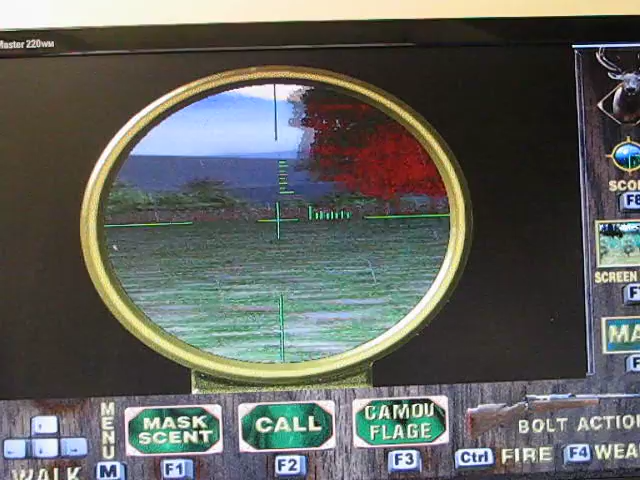 Master 220WM
SCO
F8
SCREEN
F
MA
F
MENU
M
MASK
SCENT
F1
CALL
F2
CAMOU
FLAGE
F3
BOLT ACTIO
Ctrl FIRE F4 WEA
WALK